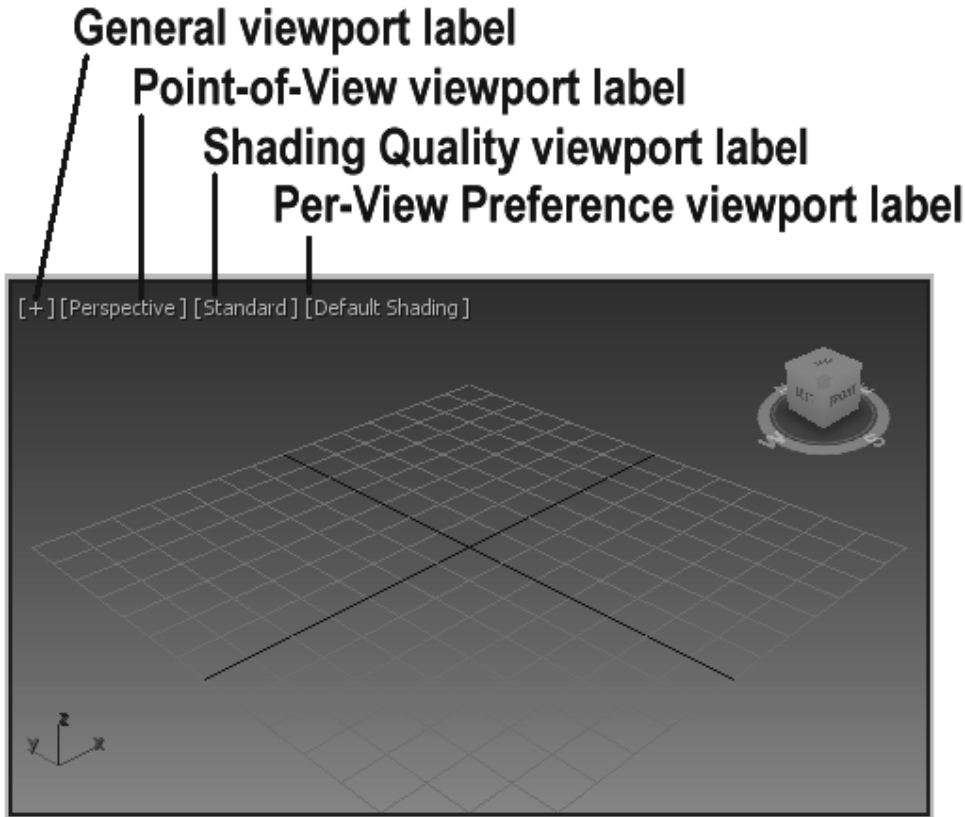 General viewport label
Point-of-View viewport label
Shading Quality viewport label
Per-View Preference viewport label
[+][Perspective][Standard][Default Shading]
FRONT
W
S
z
y
x